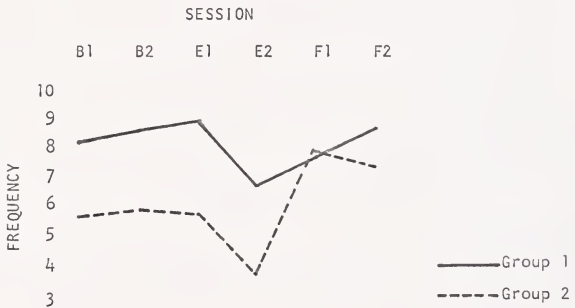 SESSION
B1 B2 E1 E2 F1 F2
10
9
8
7
6
5
4
3
FREQUENCY
Group 1
Group 2